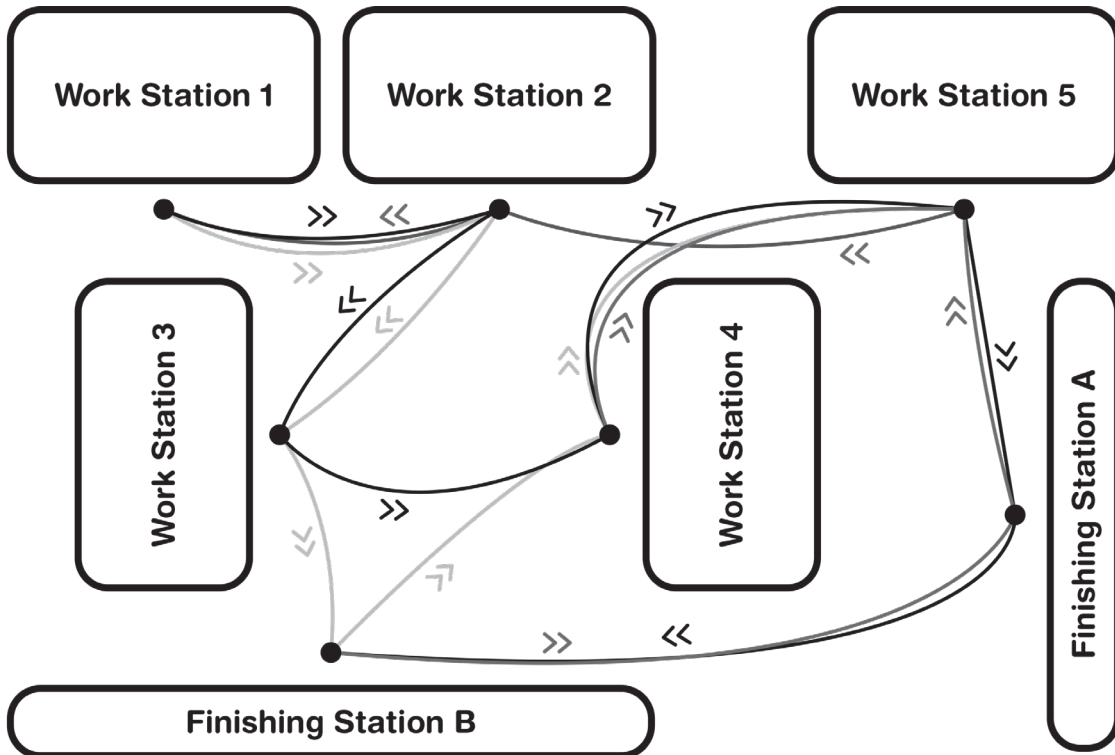 Work Station 1
Work Station 2
Work Station 5
Work Station 3
Work Station 4
Finishing Station A
Finishing Station B